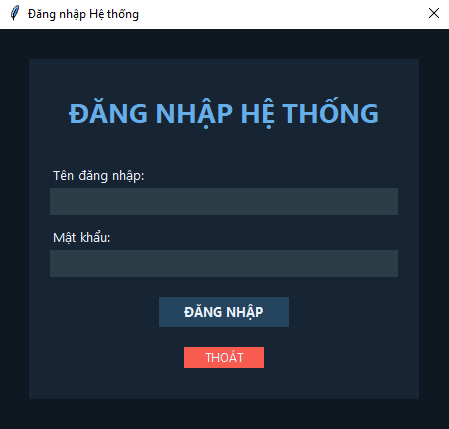 Đăng nhập Hệ thống
ĐĂNG NHẬP HỆ THỐNG
Tên đăng nhập:
Mật khẩu:
ĐĂNG NHẬP
THOÁT